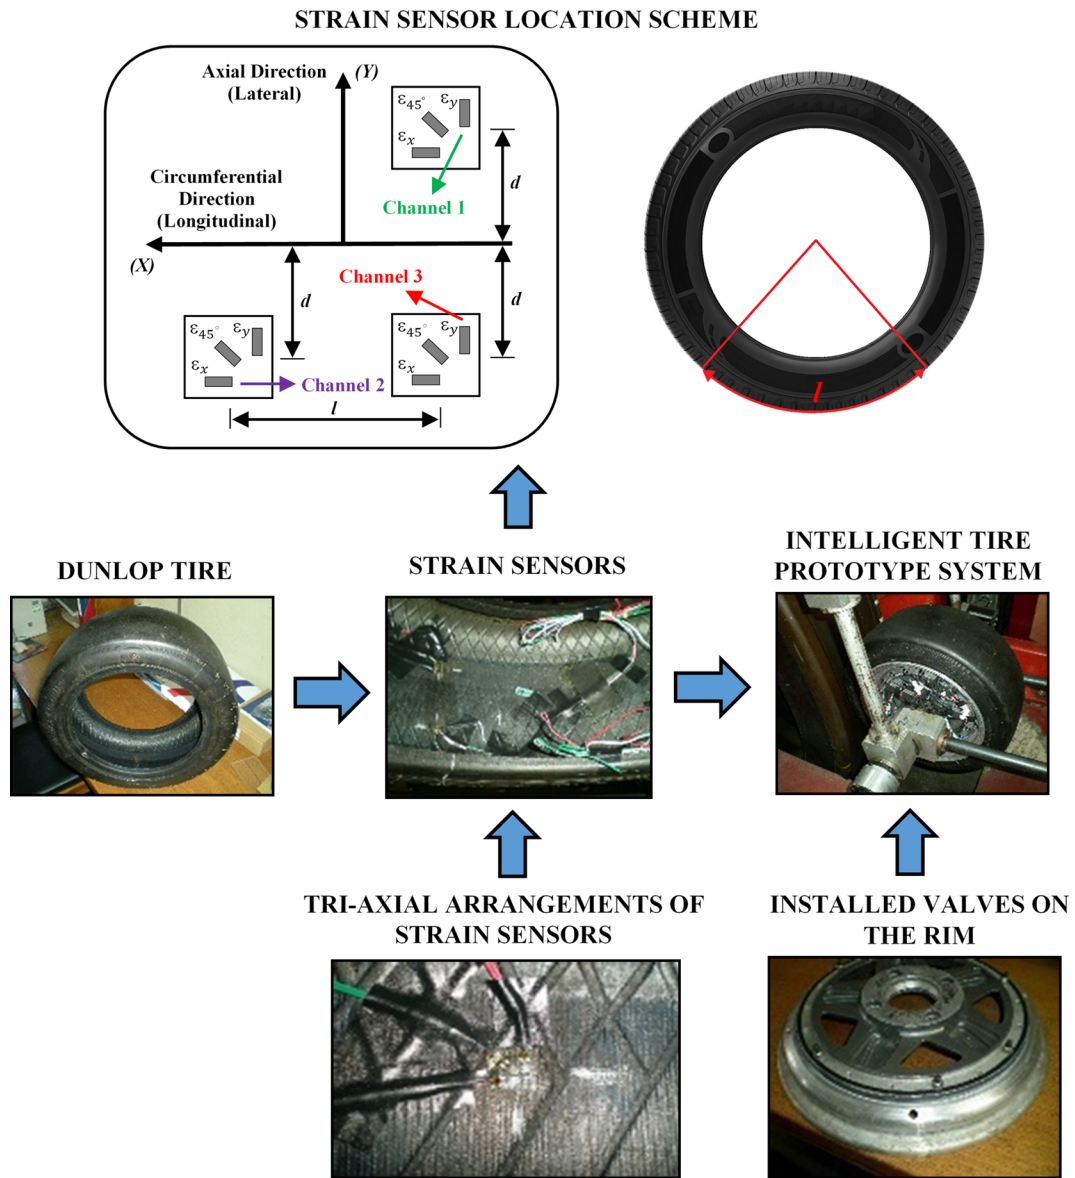 STRAIN SENSOR LOCATION SCHEME
Axial Direction
(Lateral)
(Y)
ε45° εy
εx
Channel 1
d
Circumferential
Direction
(Longitudinal)
(X)
d
Channel 3
d
ε45° εy
εx
Channel 2
ε45° εy
εx
l
l
DUNLOP TIRE
STRAIN SENSORS
INTELLIGENT TIRE
PROTOTYPE SYSTEM
TRI-AXIAL ARRANGEMENTS OF
STRAIN SENSORS
INSTALLED VALVES ON
THE RIM